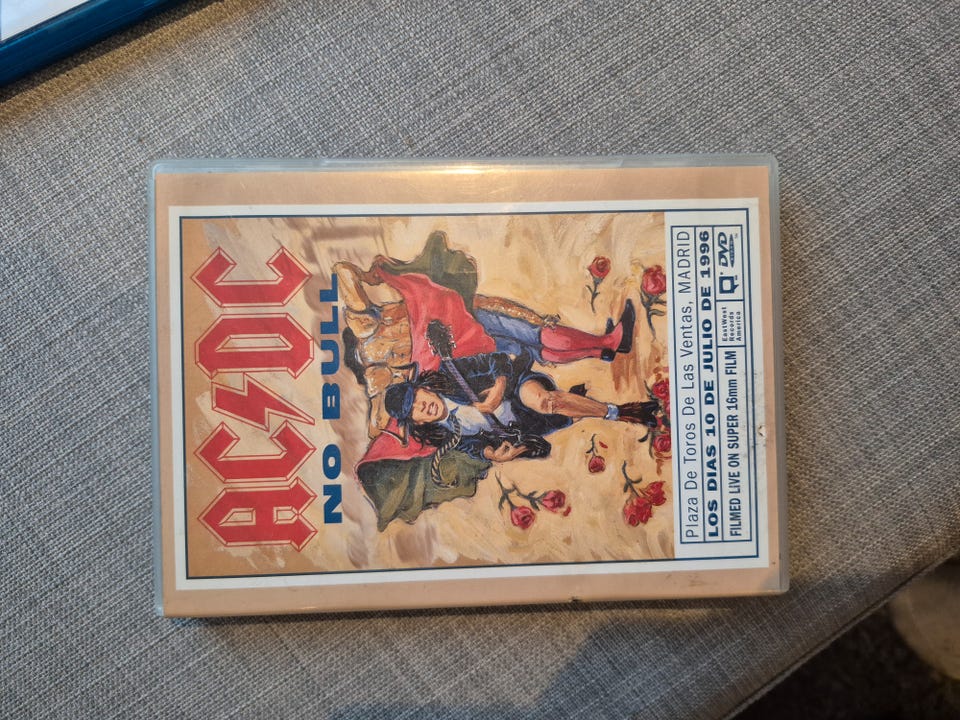 AC⚡DC
NO BULL
Plaza De Toros De Las Ventas, MADRID
LOS DIAS 10 DE JULIO DE 1996
FILMED LIVE ON SUPER 16mm FILM
EastWest
Records
America
DVD